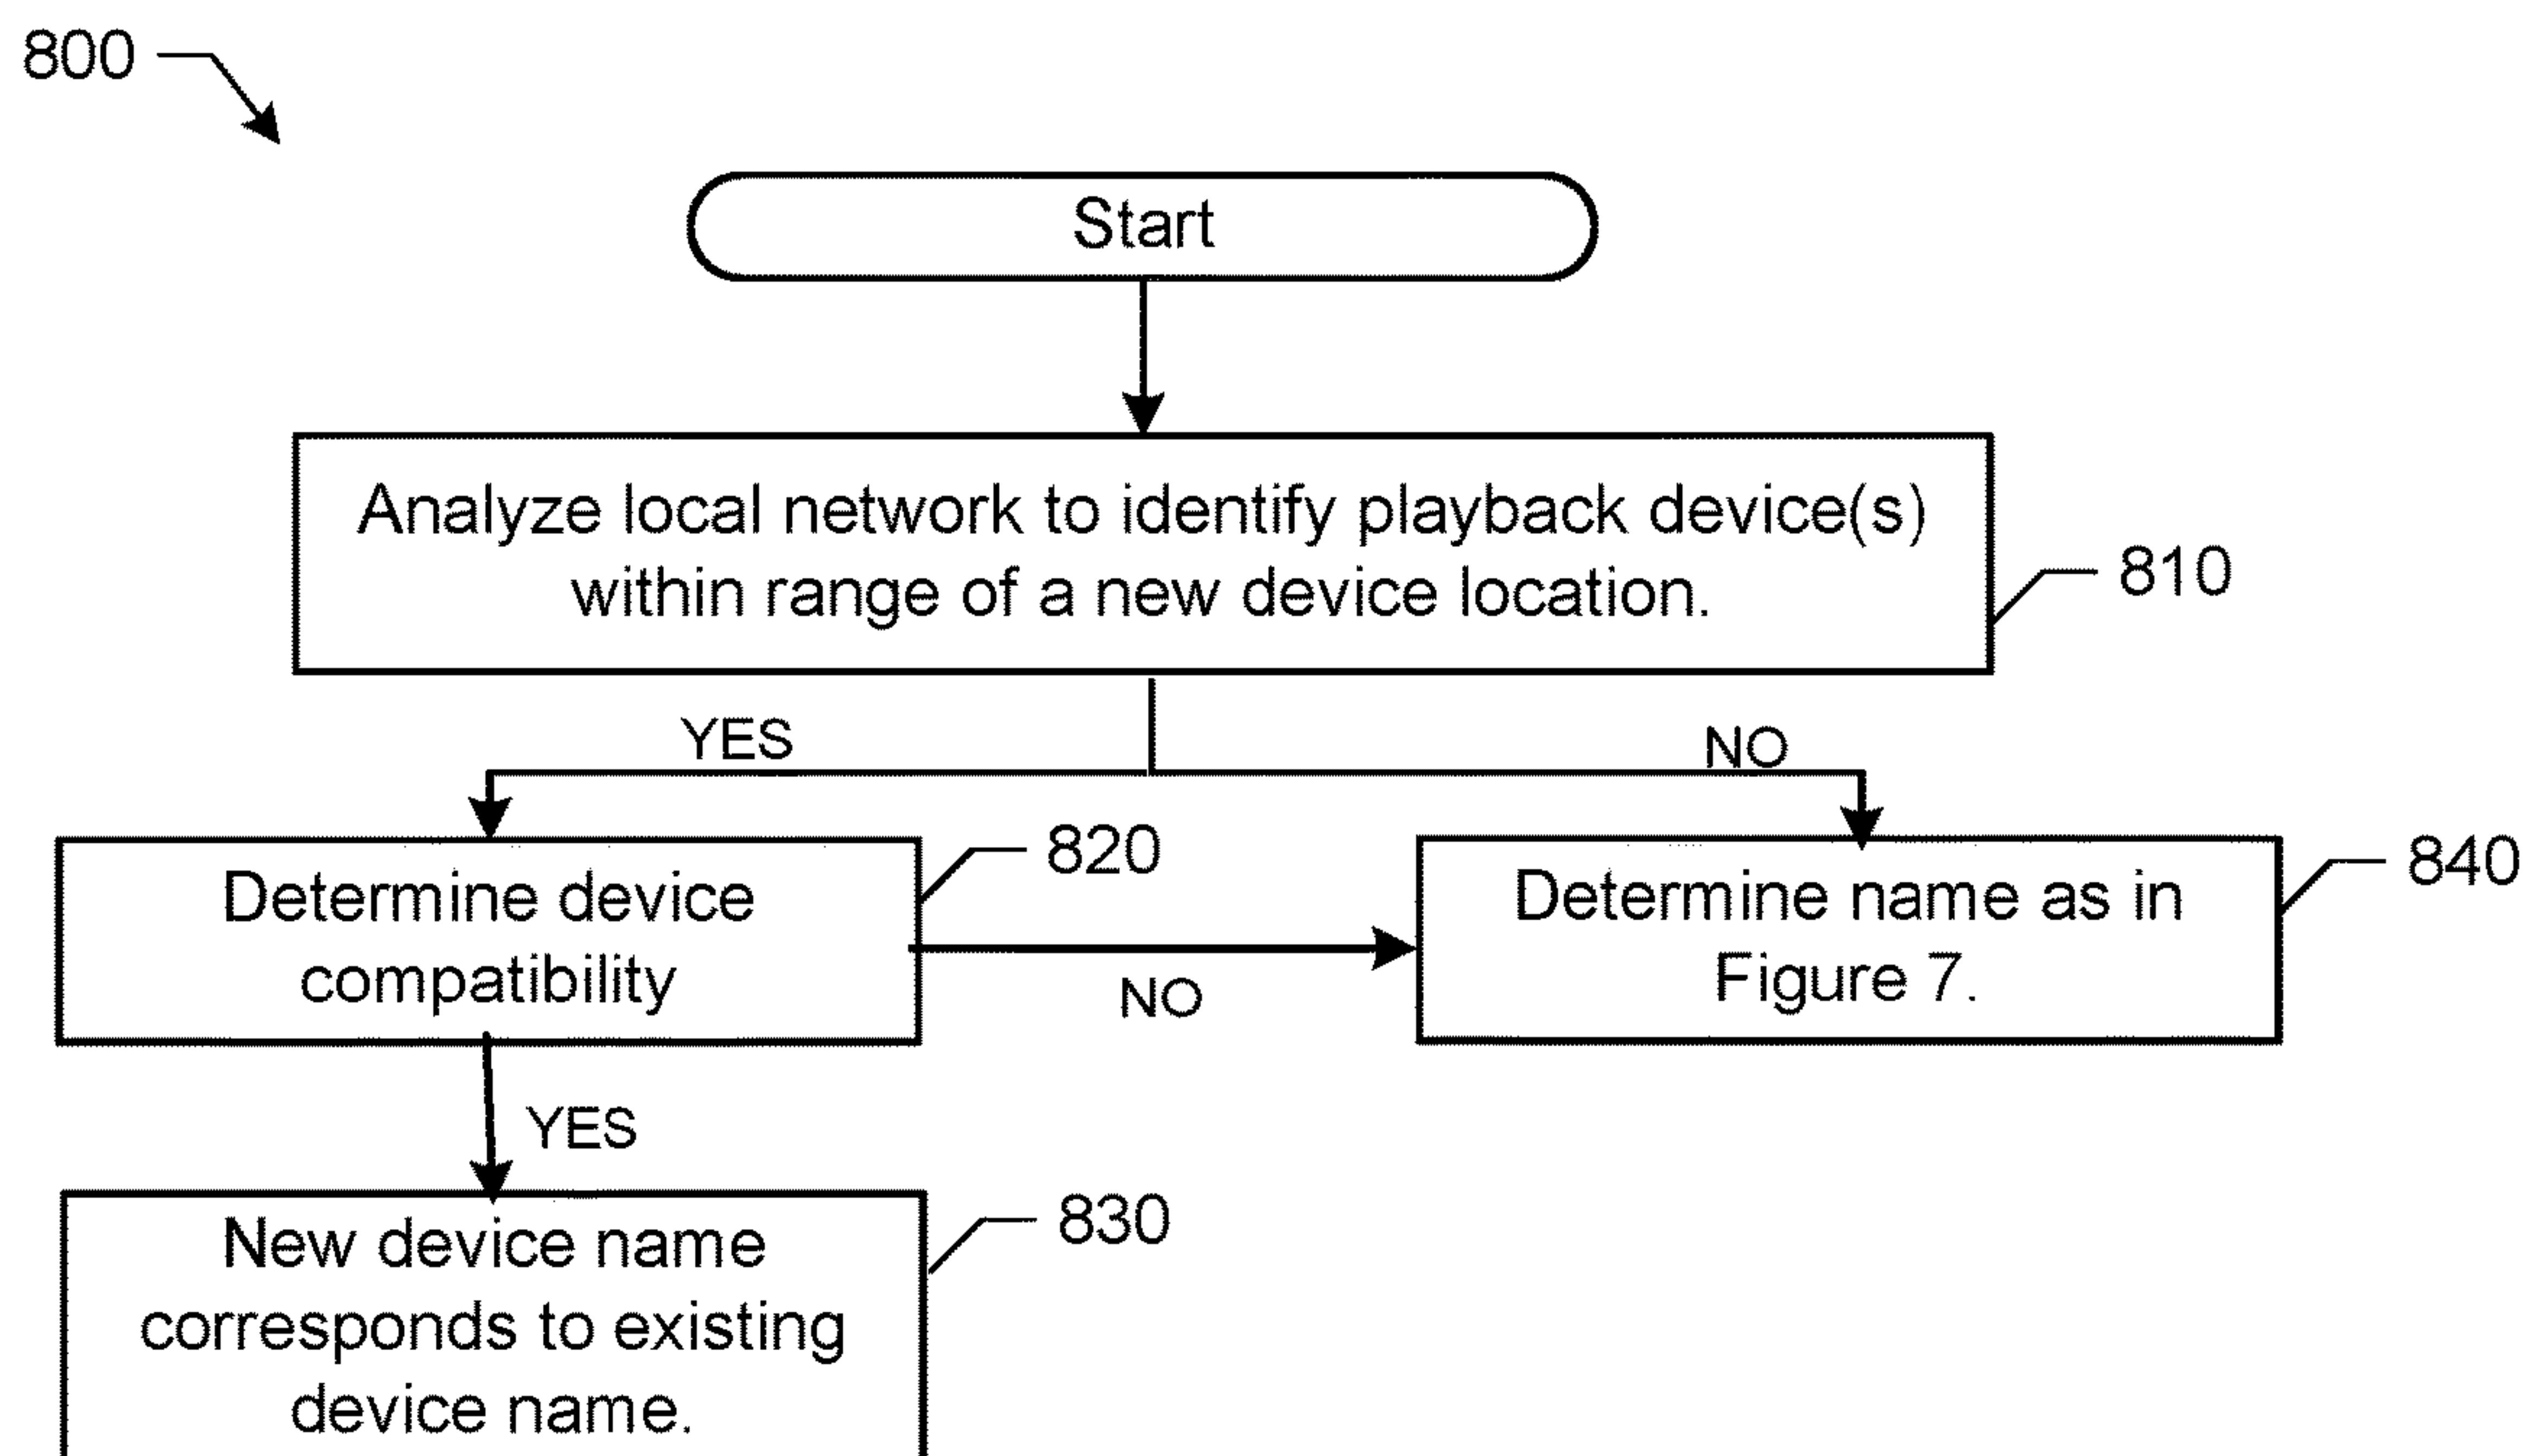 800
Start
Analyze local network to identify playback device(s)
within range of a new device location.
810
YES
NO
820
840
Determine device
compatibility
Determine name as in
Figure 7.
NO
YES
830
New device name
corresponds to existing
device name.